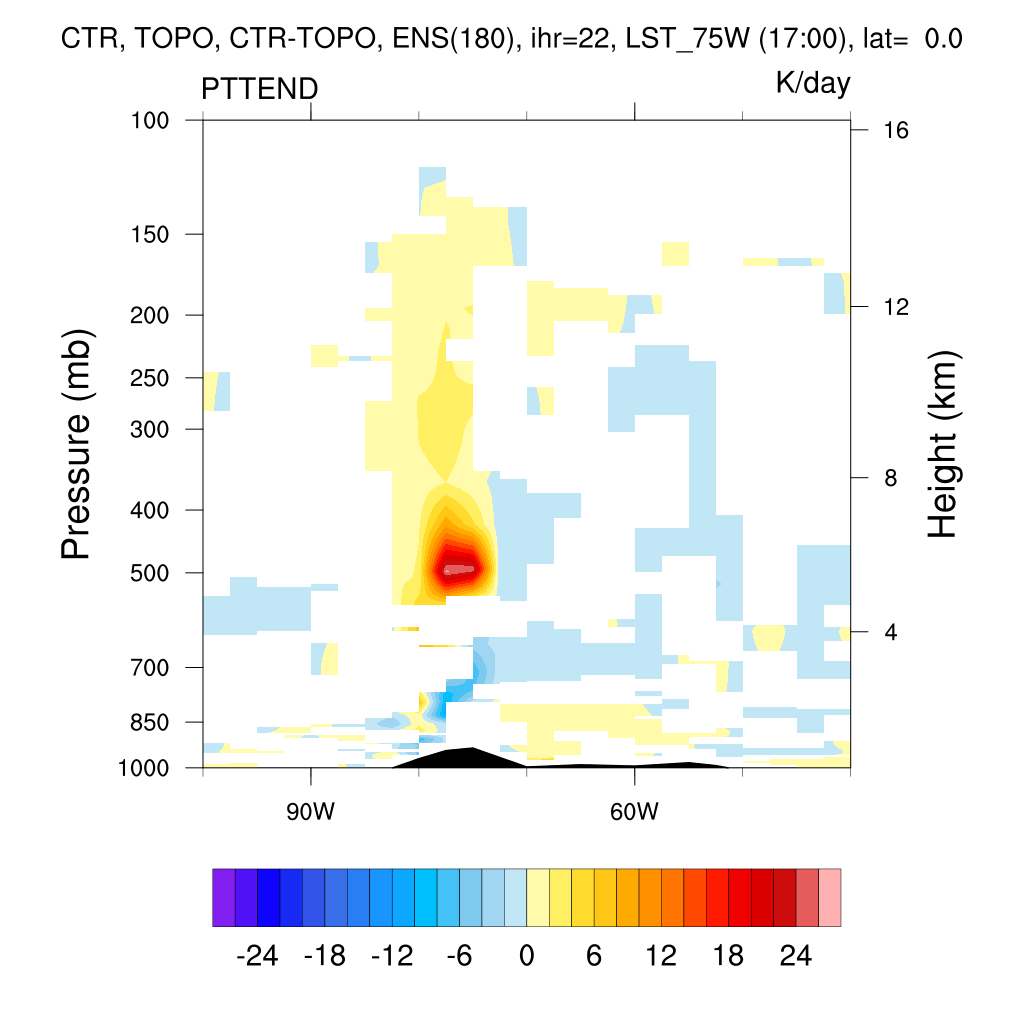 CTR, TOPO, CTR-TOPO, ENS(180), ihr=22, LST_75W (17:00), lat=  0.0
PTTEND
K/day
100
150
200
250
300
400
500
700
850
1000
Pressure (mb)
16
12
8
4
Height (km)
90W
60W
-24 -18 -12 -6 0 6 12 18 24